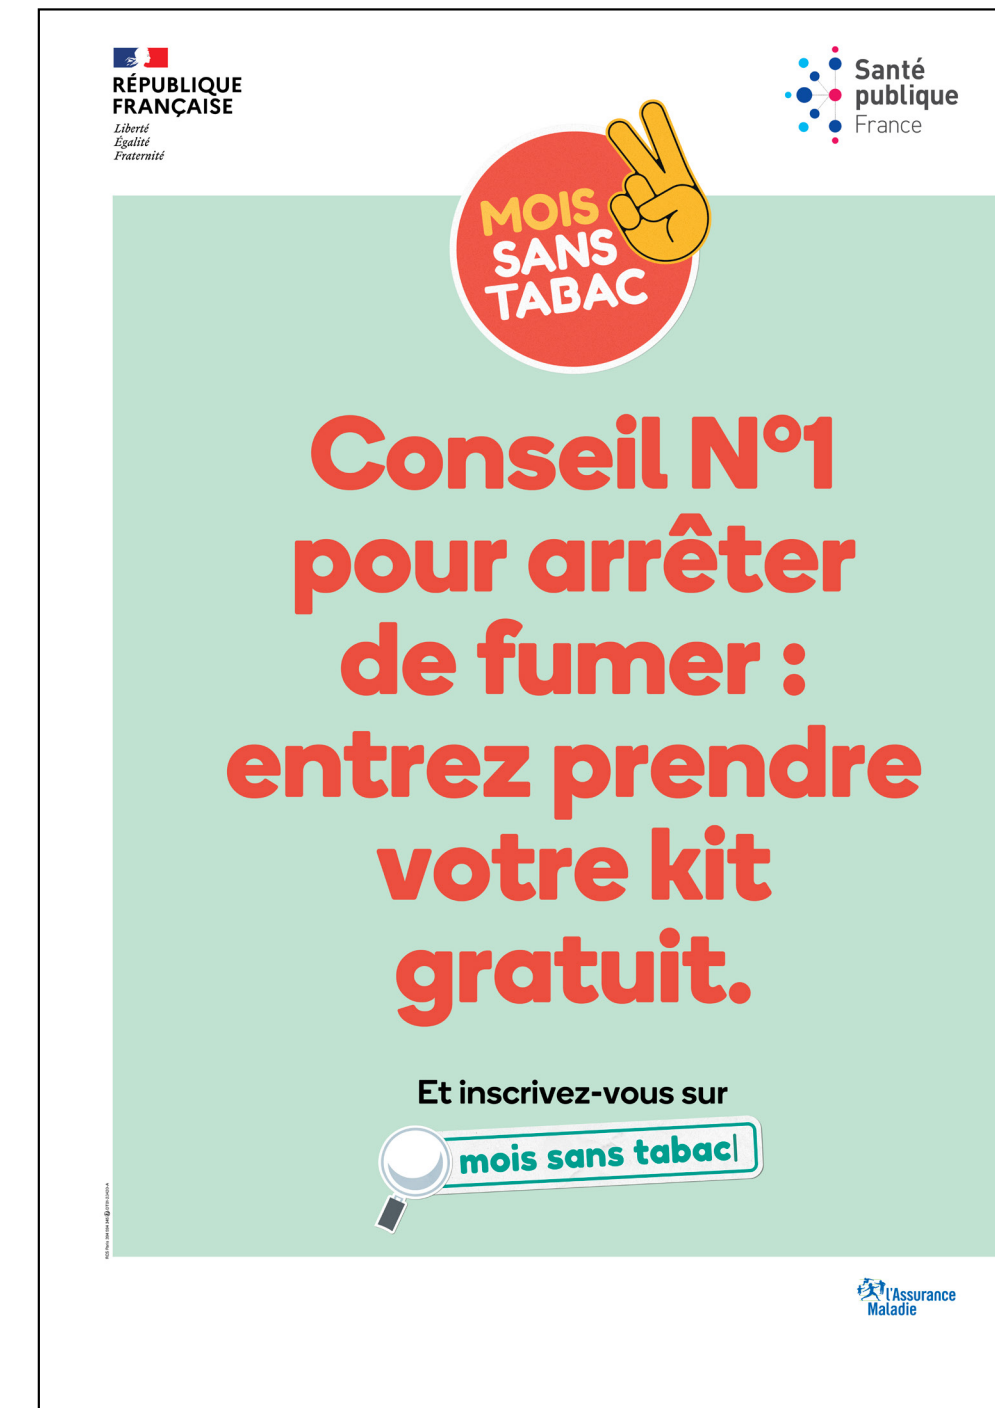 RÉPUBLIQUE
FRANÇAISE
Liberté
Égalité
Fraternité
Santé
publique
France
MOIS
SANS
TABAC
Conseil N°1
pour arrêter
de fumer :
entrez prendre
votre kit
gratuit.
Et inscrivez-vous sur
mois sans tabac
l'Assurance
Maladie